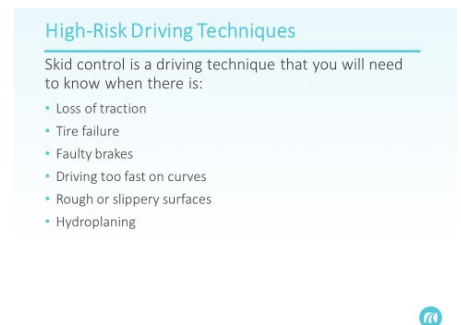 High-Risk Driving Techniques
Skid control is a driving technique that you will need
to know when there is:
• Loss of traction
• Tire failure
• Faulty brakes
• Driving too fast on curves
• Rough or slippery surfaces
• Hydroplaning